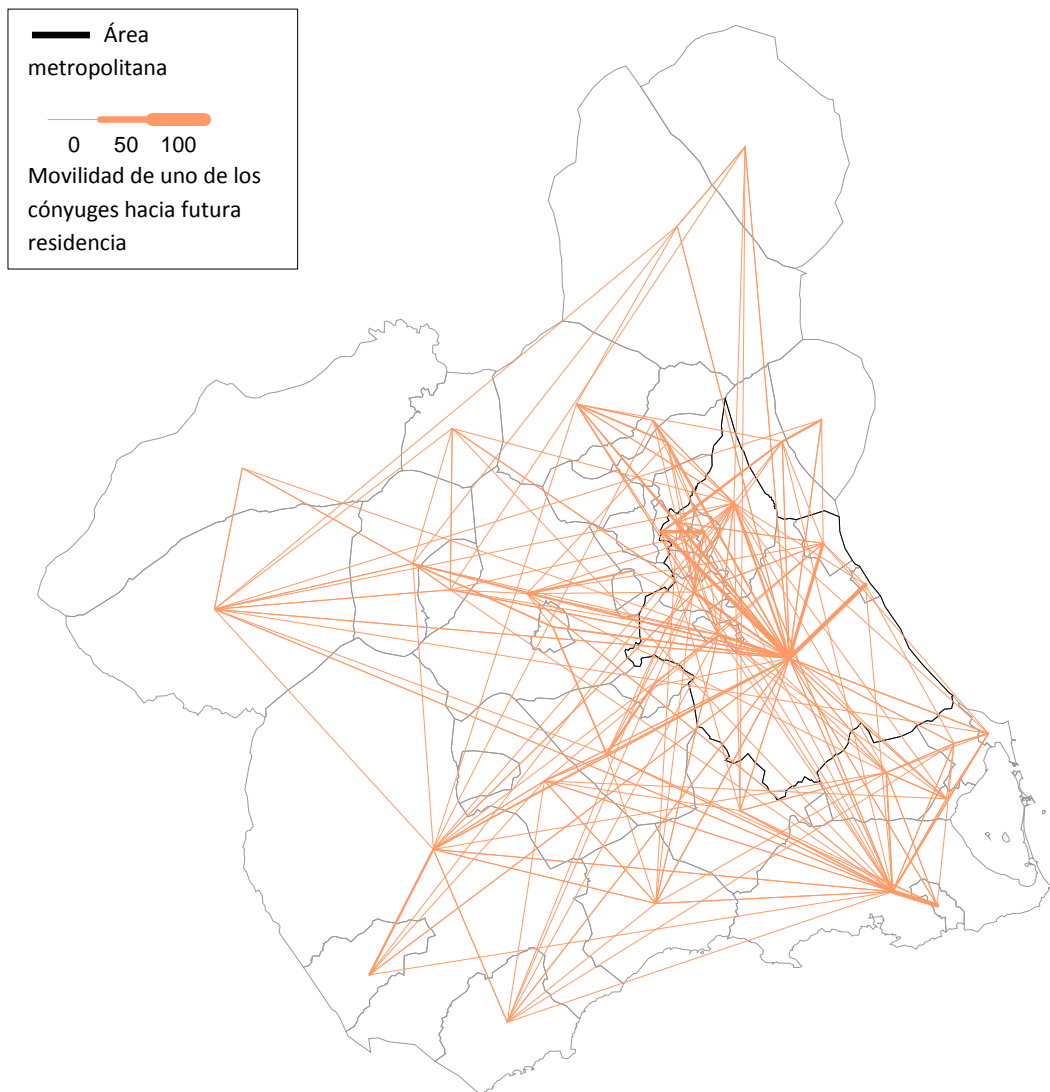 Área
metropolitana
0 50 100
Movilidad de uno de los
cónyuges hacia futura
residencia